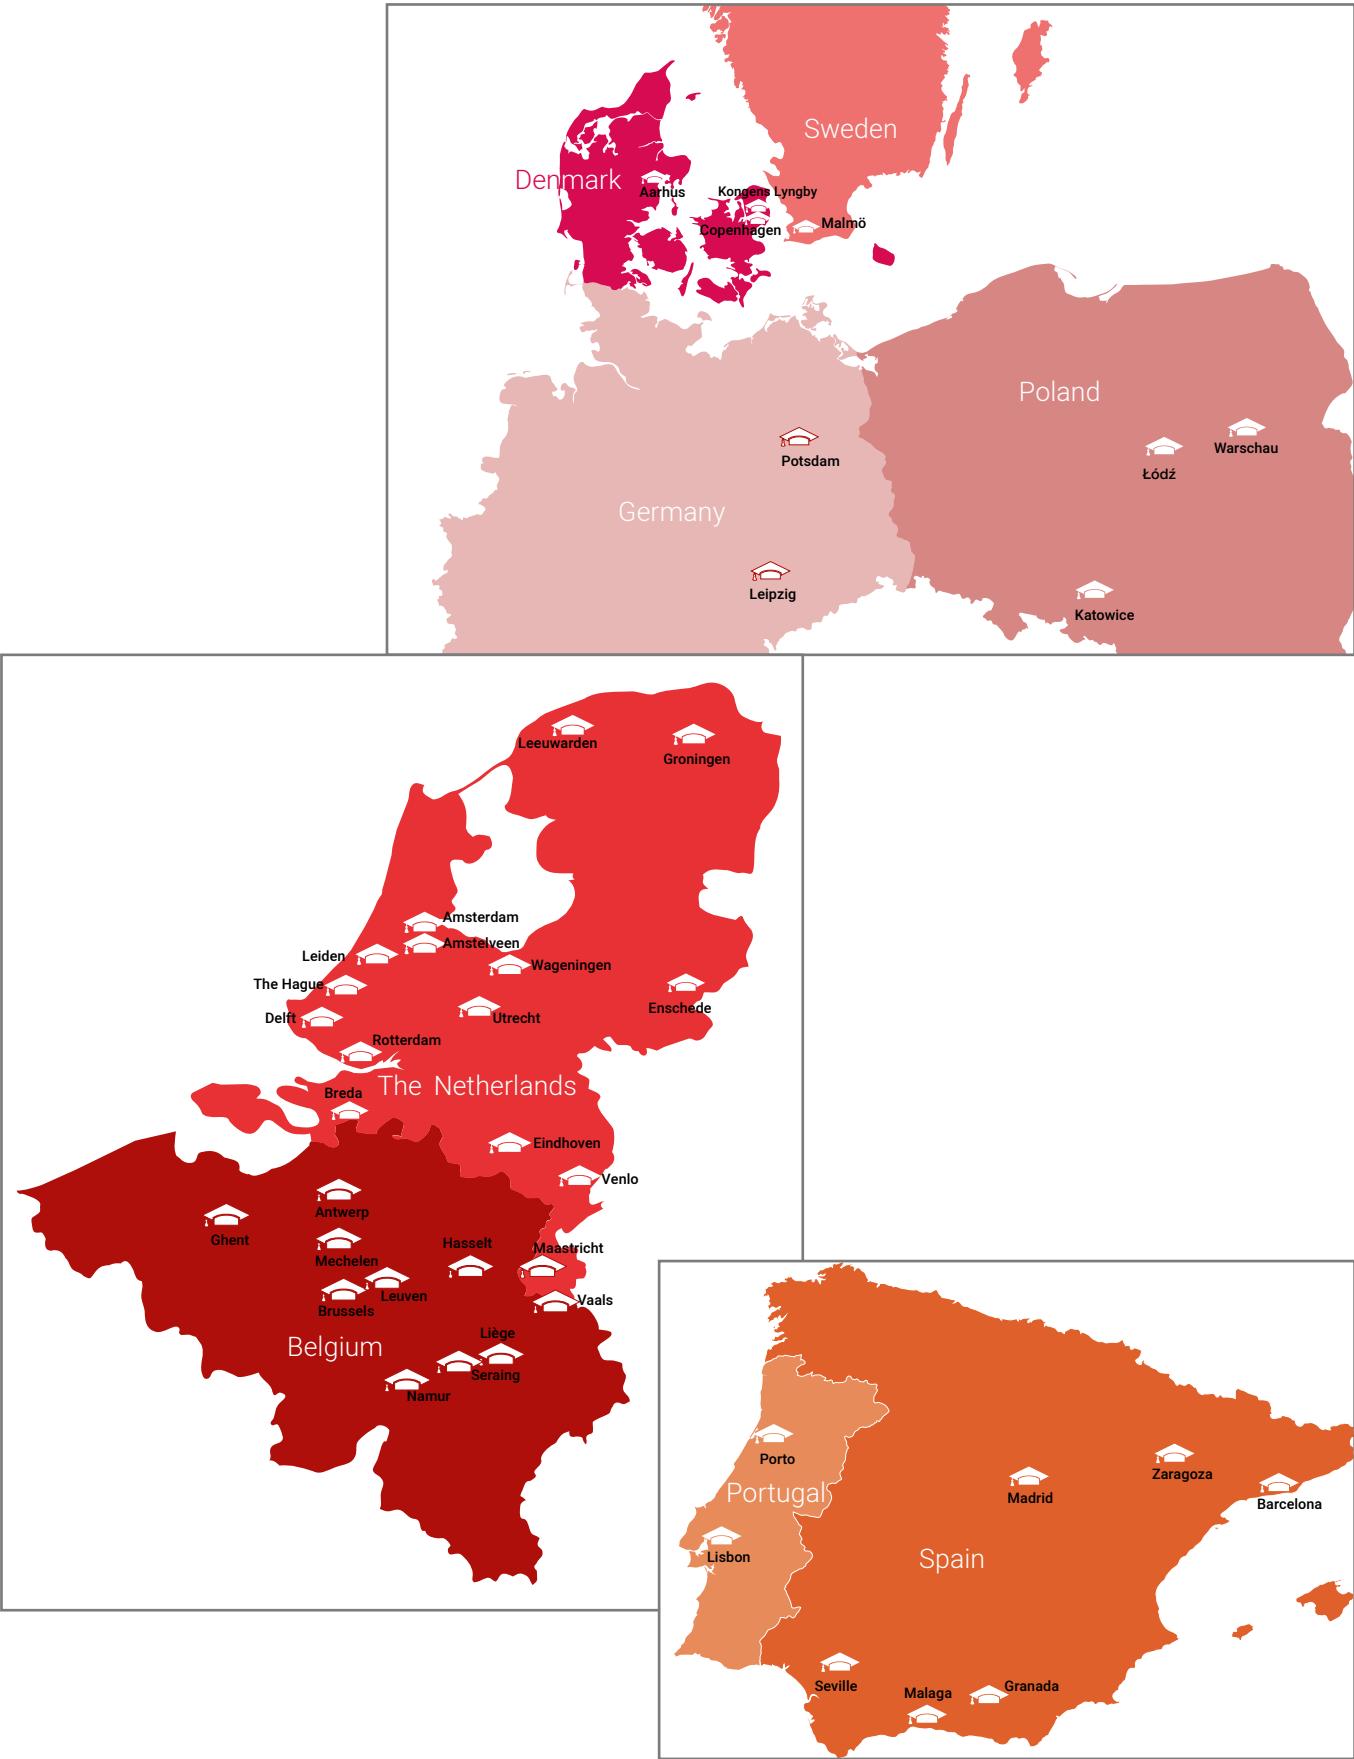 Sweden
Denmark
Aarhus
Kongens Lyngby
Copenhagen
Malmö
Poland
Potsdam
Łódź
Warschau
Germany
Leipzig
Katowice
Leeuwarden
Groningen
Amsterdam
Amstelveen
Leiden
Wageningen
The Hague
Enschede
Delft
Utrecht
Rotterdam
The Netherlands
Breda
Eindhoven
Venlo
Antwerp
Ghent
Mechelen
Hasselt
Maastricht
Leuven
Brussels
Vaals
Belgium
Liège
Seraing
Namur
Porto
Portugal
Lisbon
Madrid
Zaragoza
Barcelona
Spain
Seville
Malaga
Granada